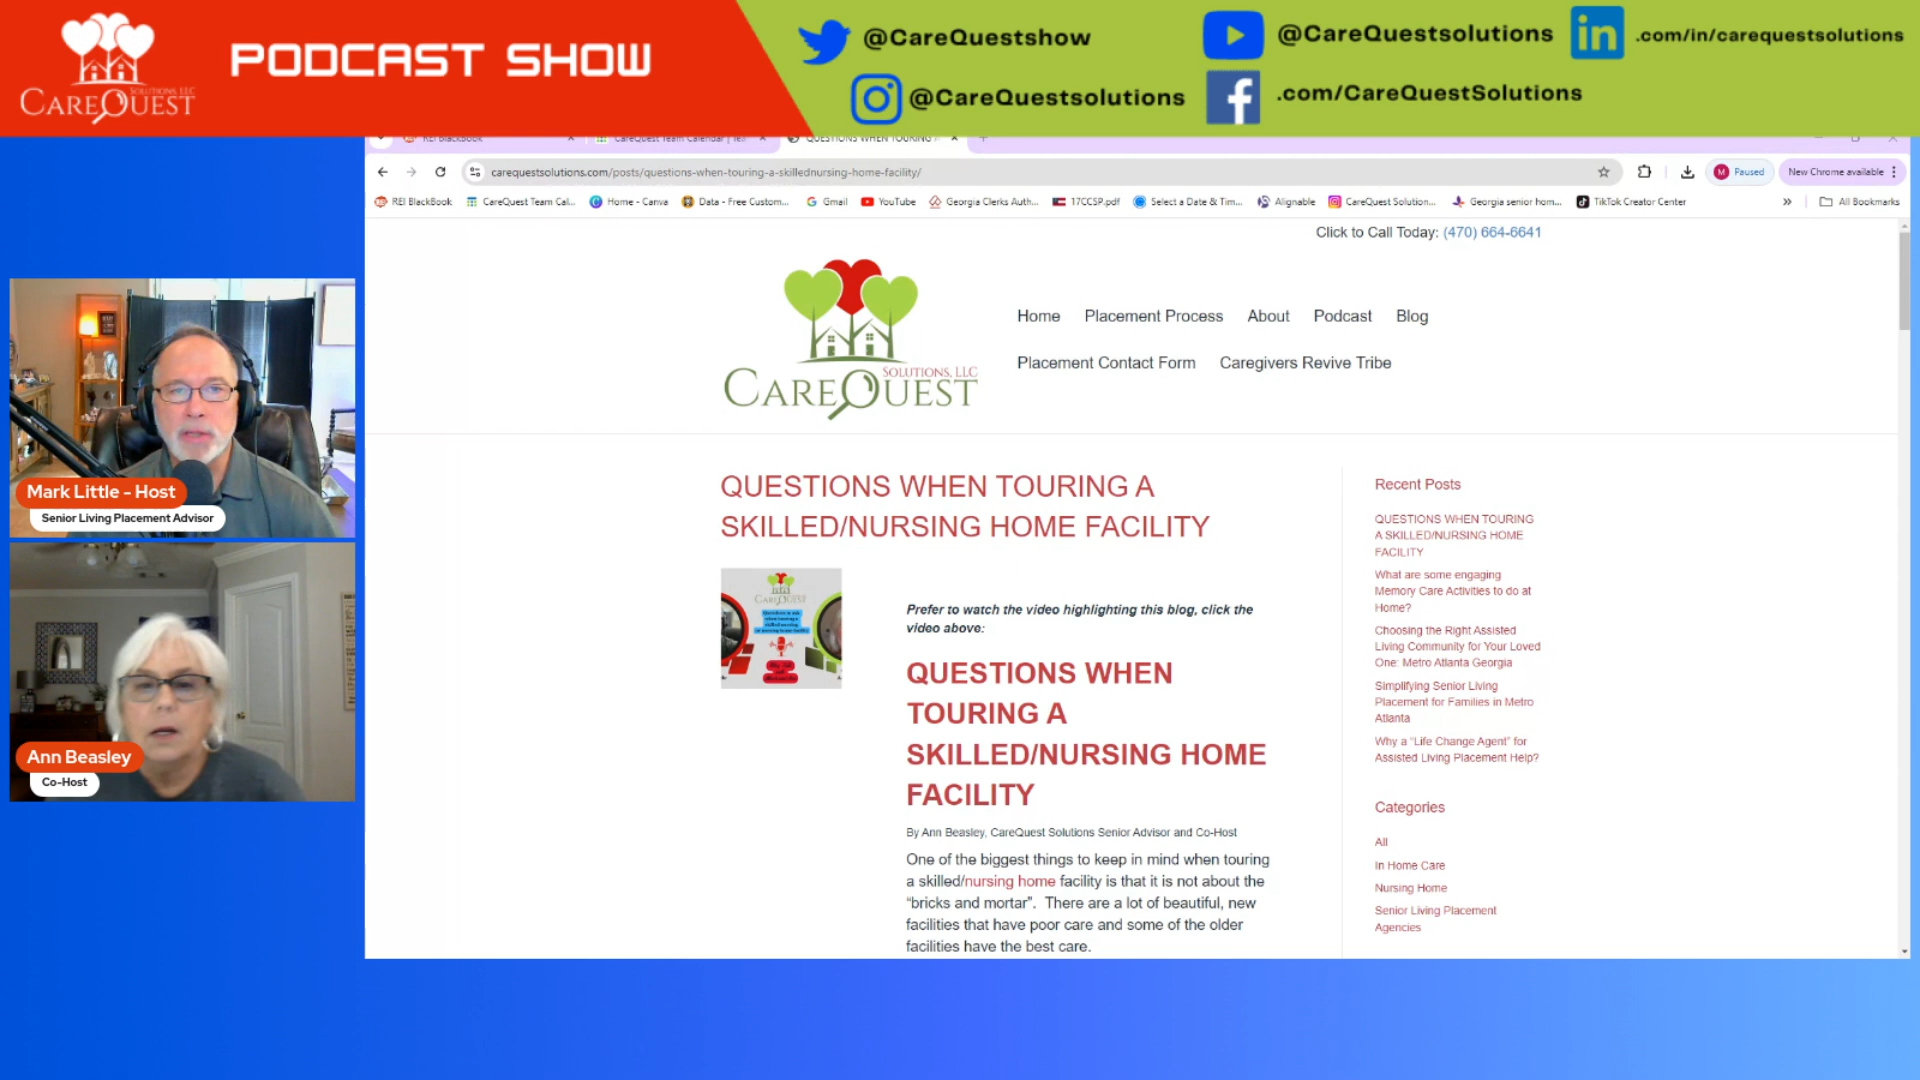 SOLUTIONS, LLC
CAREQUEST
PODCAST SHOW
@CareQuestshow
@CareQuestsolutions
.com/in/carequestsolutions
@CareQuestsolutions
.com/CareQuestSolutions
REI BlackBook
CareQuest Team Calendar | Te
QUESTIONS WHEN TOURING A
carequestsolutions.com/posts/questions-when-touring-a-skillednursing-home-facility/
M
Paused
New Chrome available
REI BlackBook
CareQuest Team Cal...
Home - Canva
Data - Free Custom...
Gmail
YouTube
Georgia Clerks Auth...
17CCSP.pdf
Select a Date & Tim...
Alignable
CareQuest Solution...
Georgia senior hom...
TikTok Creator Center
All Bookmarks
Click to Call Today: (470) 664-6641
SOLUTIONS, LLC
CAREQUEST
Home Placement Process About Podcast Blog
Placement Contact Form Caregivers Revive Tribe
QUESTIONS WHEN TOURING A
SKILLED/NURSING HOME FACILITY
Prefer to watch the video highlighting this blog, click the
video above:
QUESTIONS WHEN
TOURING A
SKILLED/NURSING HOME
FACILITY
By Ann Beasley, CareQuest Solutions Senior Advisor and Co-Host
One of the biggest things to keep in mind when touring
a skilled/nursing home facility is that it is not about the
“bricks and mortar”. There are a lot of beautiful, new
facilities that have poor care and some of the older
facilities have the best care.
Recent Posts
QUESTIONS WHEN TOURING
A SKILLED/NURSING HOME
FACILITY
What are some engaging
Memory Care Activities to do at
Home?
Choosing the Right Assisted
Living Community for Your Loved
One: Metro Atlanta Georgia
Simplifying Senior Living
Placement for Families in Metro
Atlanta
Why a “Life Change Agent” for
Assisted Living Placement Help?
Categories
All
In Home Care
Nursing Home
Senior Living Placement
Agencies
Mark Little - Host
Senior Living Placement Advisor
Ann Beasley
Co-Host